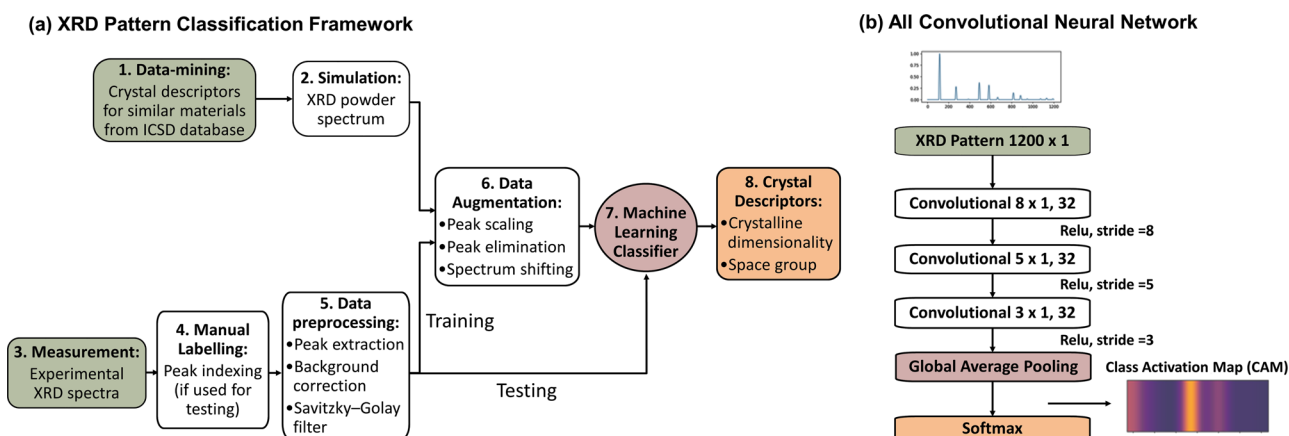 (a) XRD Pattern Classification Framework
1. Data-mining:
Crystal descriptors
for similar materials
from ICSD database
2. Simulation:
XRD powder
spectrum
3. Measurement:
Experimental
XRD spectra
4. Manual
Labelling:
Peak indexing
(if used for
testing)
5. Data
preprocessing:
•Peak extraction
•Background
correction
•Savitzky–Golay
filter
Training
Testing
6. Data
Augmentation:
•Peak scaling
•Peak elimination
•Spectrum shifting
7. Machine
Learning
Classifier
8. Crystal
Descriptors:
•Crystalline
dimensionality
•Space group
(b) All Convolutional Neural Network
1.00
0.75
0.50
0.25
0.00
0 200 400 600 800 1000 1200
XRD Pattern 1200 x 1
Convolutional 8 x 1, 32
Relu, stride =8
Convolutional 5 x 1, 32
Relu, stride =5
Convolutional 3 x 1, 32
Relu, stride =3
Global Average Pooling
Class Activation Map (CAM)
Softmax